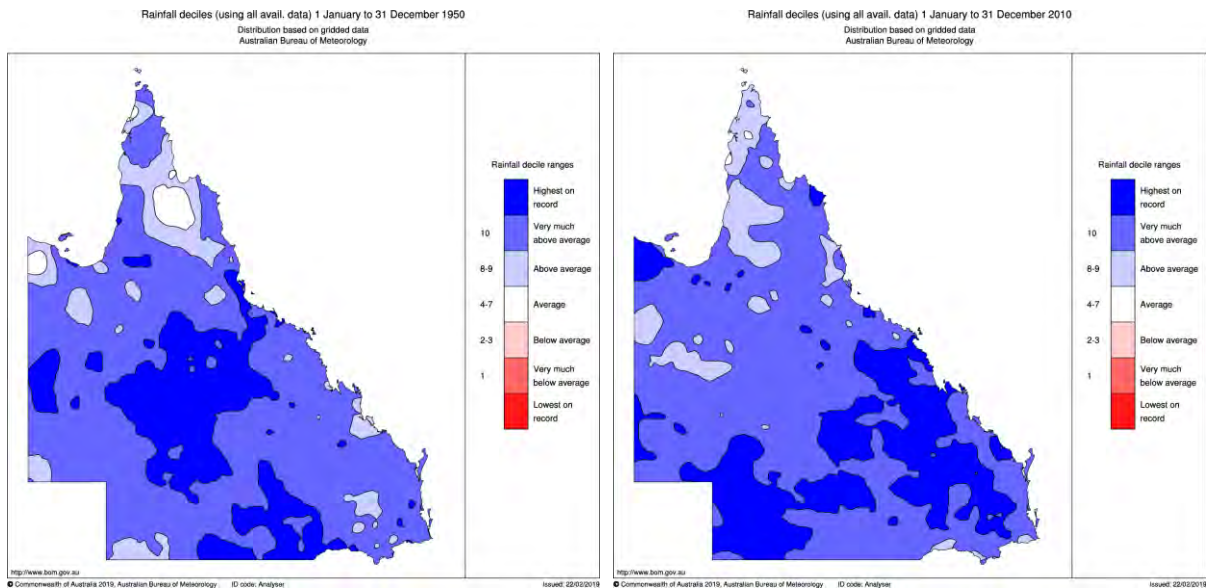 Rainfall deciles (using all avail. data) 1 January to 31 December 1950
Distribution based on gridded data
Australian Bureau of Meteorology
Rainfall decile ranges
Highest on
record
10
Very much
above average
8-9
Above average
4-7
Average
2-3
Below average
1
Very much
below average
Lowest on
record
http://www.bom.gov.au
© Commonwealth of Australia 2019, Australian Bureau of Meteorology
ID code: Analyser
Issued: 22/02/2019
Rainfall deciles (using all avail. data) 1 January to 31 December 2010
Distribution based on gridded data
Australian Bureau of Meteorology
Rainfall decile ranges
Highest on
record
10
Very much
above average
8-9
Above average
4-7
Average
2-3
Below average
1
Very much
below average
Lowest on
record
http://www.bom.gov.au
© Commonwealth of Australia 2019, Australian Bureau of Meteorology
ID code: Analyser
Issued: 22/02/2019